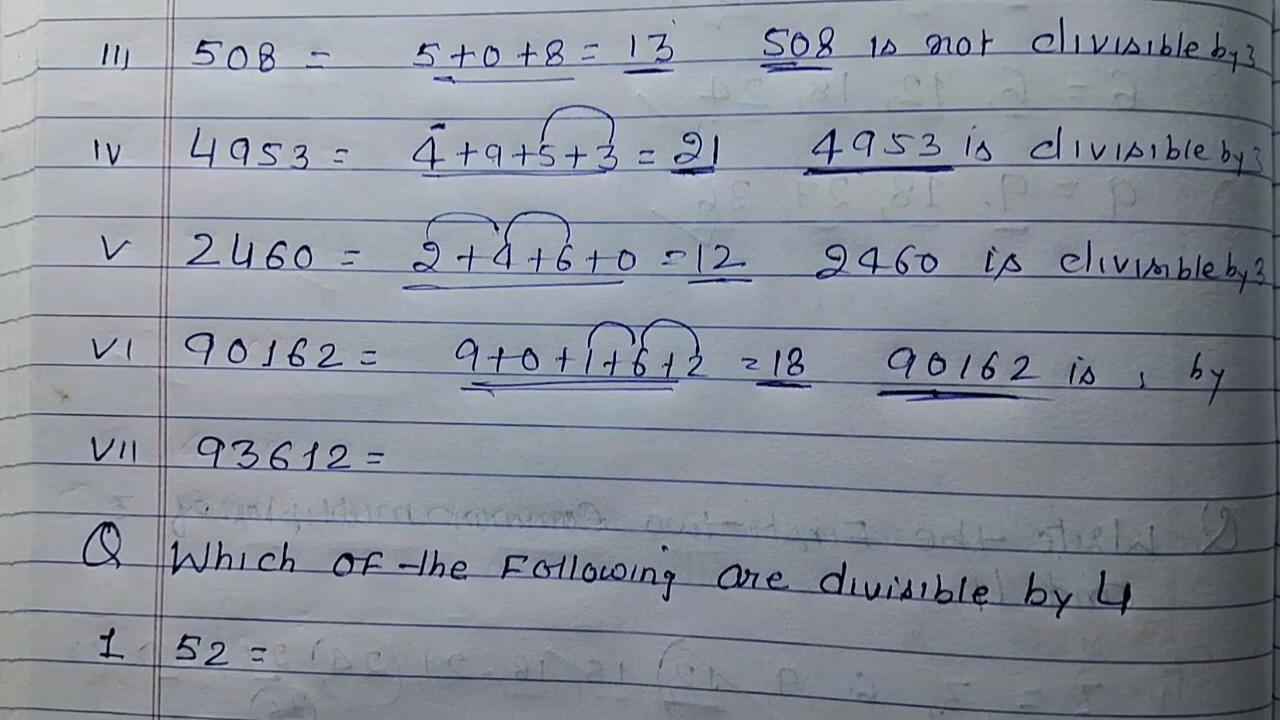 III) 508 = 5+0+8 = 13 508 is not divisible by 3
IV 4953 = 4+9+5+3 = 21 4953 is divisible by 3
V 2460 = 2+4+6+0 = 12 2460 is divisible by 3
VI 90162 = 9+0+1+6+2 = 18 90162 is , by
VII 93612 =
Q Which of the Following are divisible by 4
1 52 =